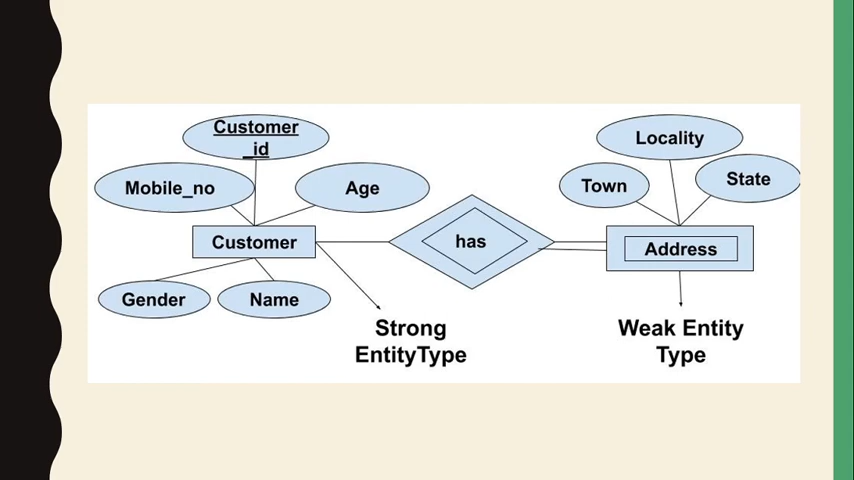 Customer
_id
Mobile_no
Age
Customer
Gender
Name
has
Strong
EntityType
Locality
Town
State
Address
Weak Entity
Type